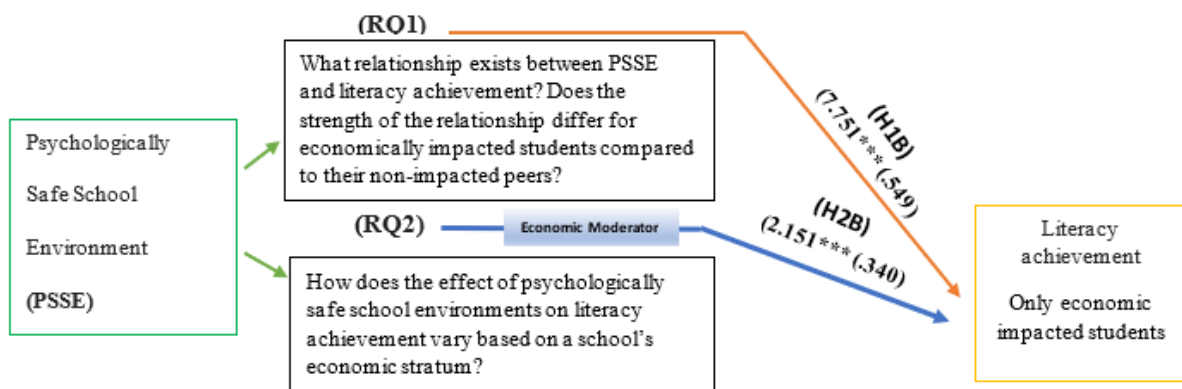 Psychologically
Safe School
Environment
(PSSE)
(RQ1)
What relationship exists between PSSE
and literacy achievement? Does the
strength of the relationship differ for
economically impacted students compared
to their non-impacted peers?
(RQ2)
Economic Moderator
How does the effect of psychologically
safe school environments on literacy
achievement vary based on a school's
economic stratum?
(H1B)
(7.751*** (.549)
(H2B)
(2.151*** (.340)
Literacy
achievement
Only economic
impacted students